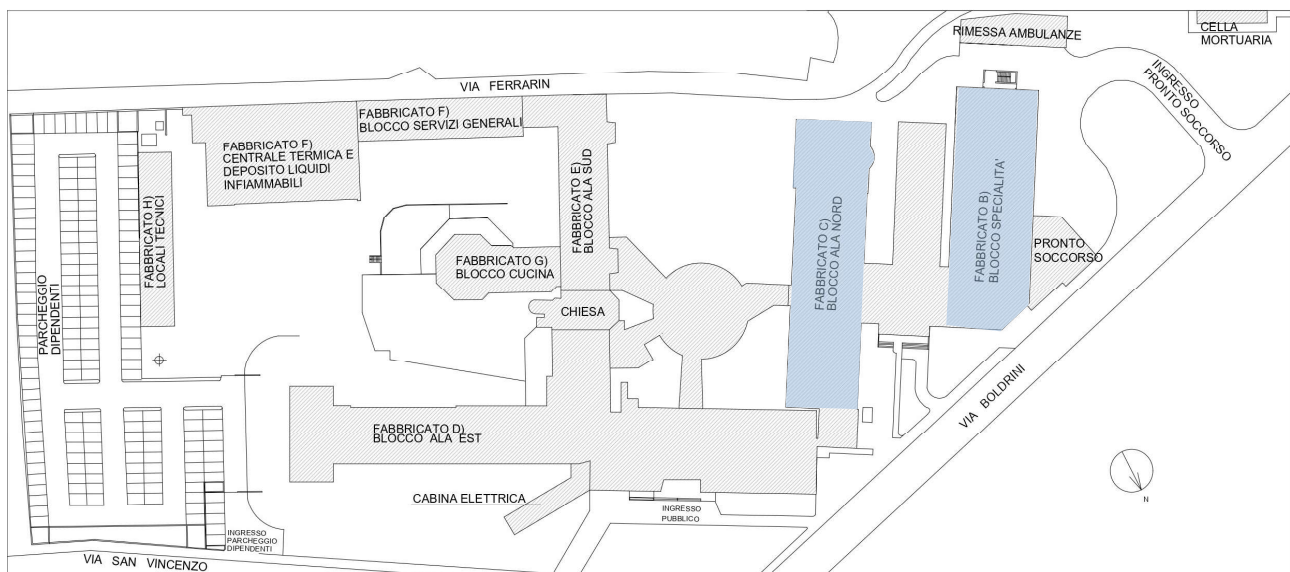 CELLA
MORTUARIA
RIMESSA AMBULANZE
INGRESSO
PRONTO SOCCORSO
VIA FERRARIN
FABBRICATO F)
BLOCCO SERVIZI GENERALI
FABBRICATO F)
CENTRALE TERMICA E
DEPOSITO LIQUIDI
INFIAMMABILI
FABBRICATO H)
LOCALI TECNICI
PARCHEGGIO
DIPENDENTI
FABBRICATO E)
BLOCCO ALA SUD
FABBRICATO G)
BLOCCO CUCINA
CHIESA
FABBRICATO C)
BLOCCO ALA NORD
FABBRICATO B)
BLOCCO SPECIALITA'
PRONTO
SOCCORSO
VIA BOLDRINI
FABBRICATO D)
BLOCCO ALA EST
CABINA ELETTRICA
INGRESSO
PUBBLICO
N
INGRESSO
PARCHEGGIO
DIPENDENTI
VIA SAN VINCENZO